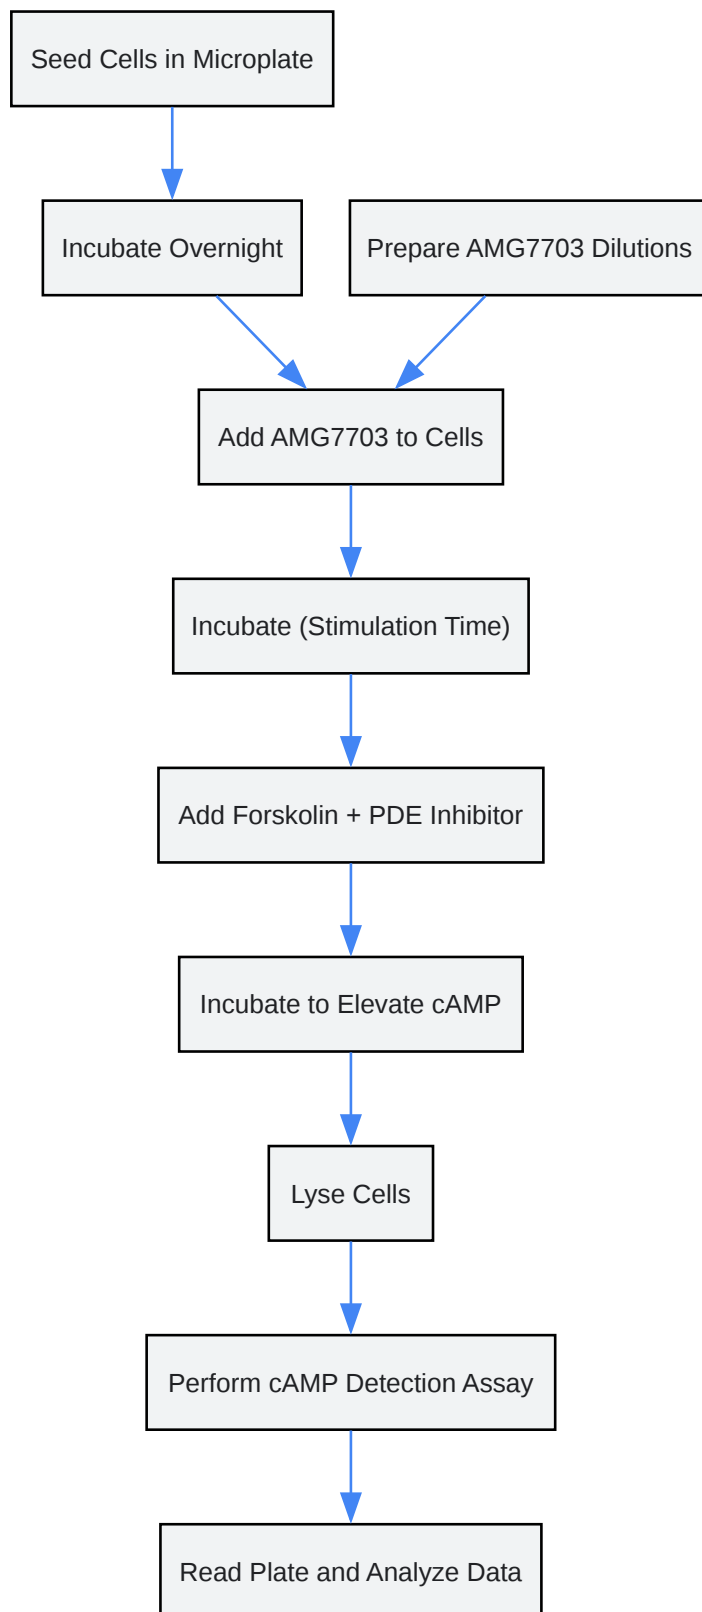 Seed Cells in Microplate
Incubate Overnight
Prepare AMG7703 Dilutions
Add AMG7703 to Cells
Incubate (Stimulation Time)
Add Forskolin + PDE Inhibitor
Incubate to Elevate cAMP
Lyse Cells
Perform cAMP Detection Assay
Read Plate and Analyze Data